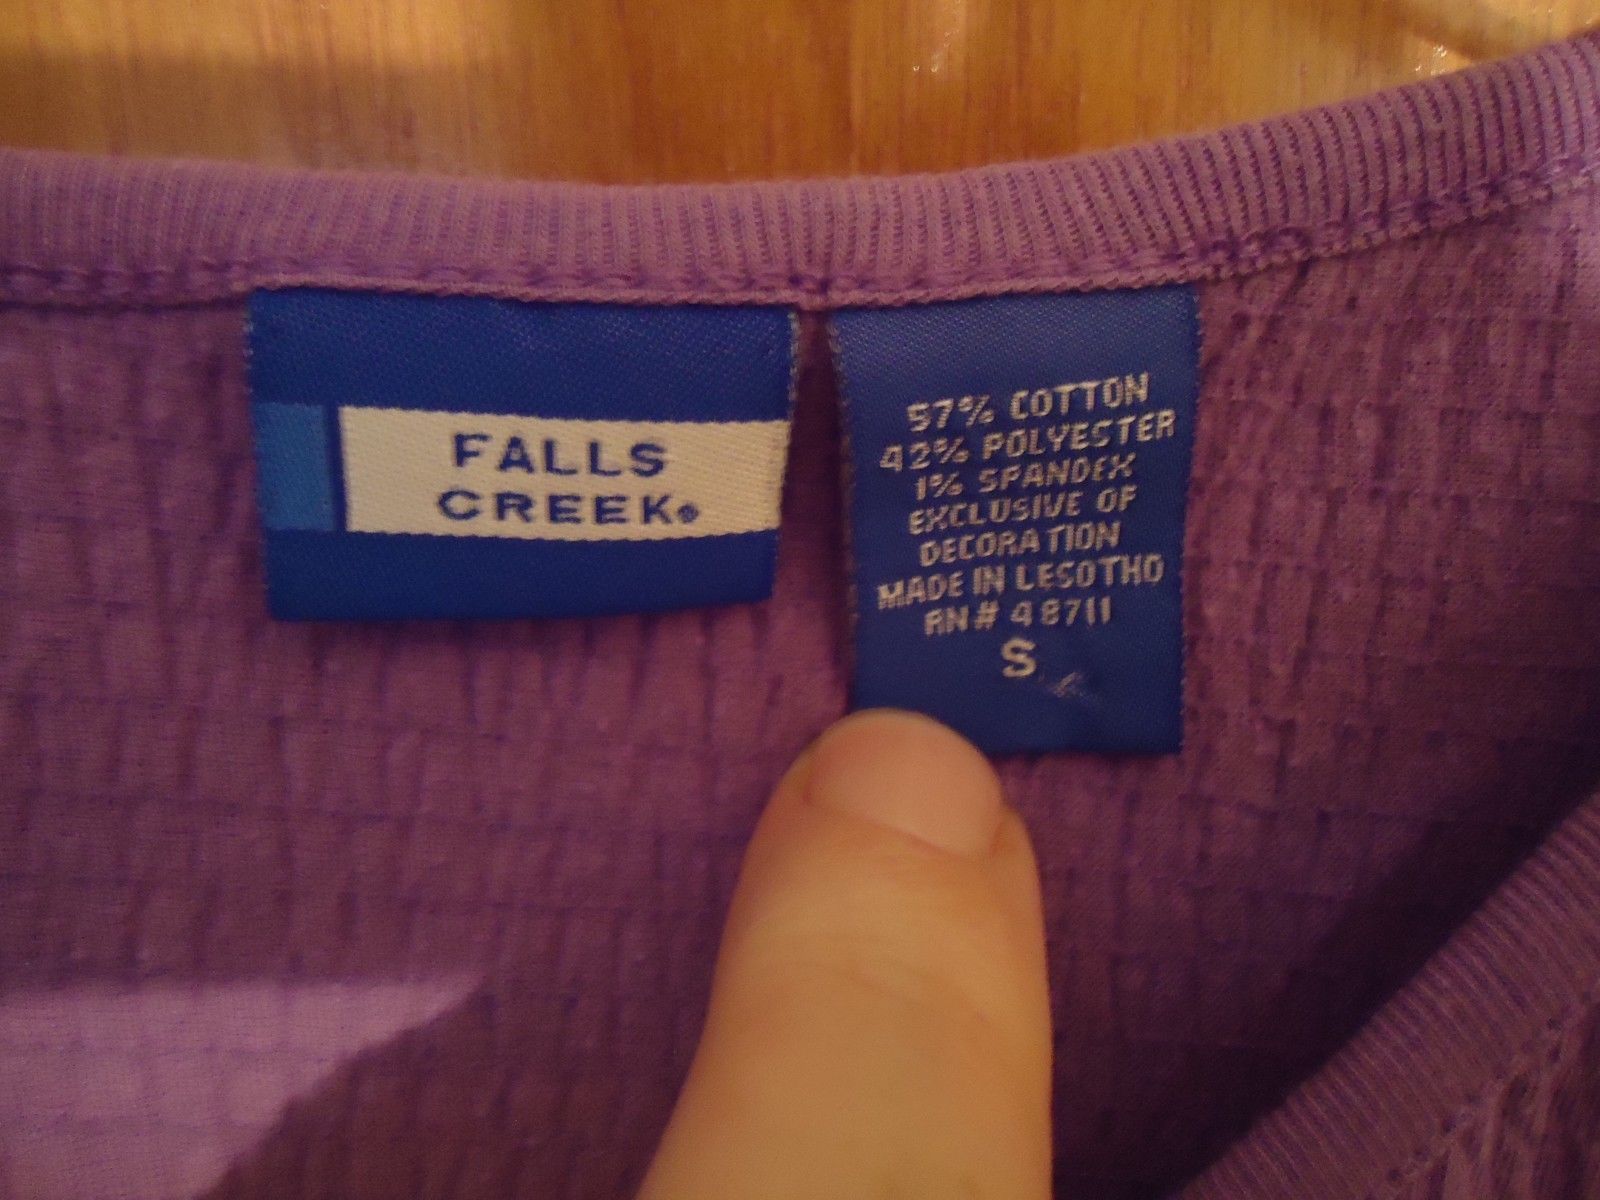 FALLS
CREEK®
57% COTTON
42% POLYESTER
1% SPANDEX
EXCLUSIVE OF
DECORATION
MADE IN LESOTHO
RN# 48711
S